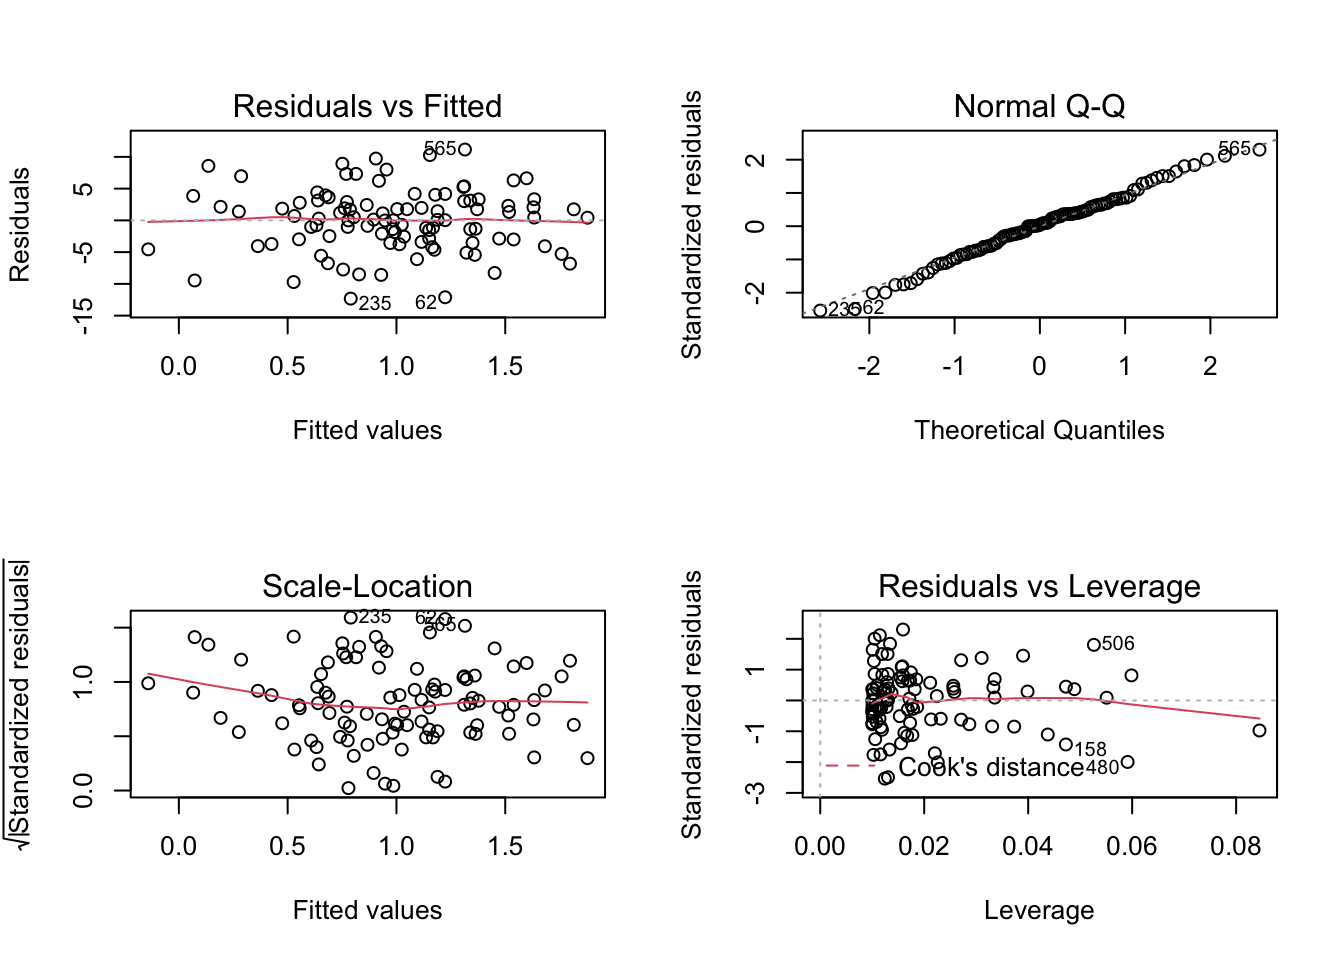 Residuals vs Fitted
Residuals
5
-5
-15
565
235
62
0.0 0.5 1.0 1.5
Fitted values
Normal Q-Q
Standardized residuals
2
0
-2
565
235
562
-2 -1 0 1 2
Theoretical Quantiles
Scale-Location
√|Standardized residuals|
1.0
0.0
235
62
565
0.0 0.5 1.0 1.5
Fitted values
Residuals vs Leverage
Standardized residuals
1
-1
-3
506
158
Cook's distance
480
0.00 0.02 0.04 0.06 0.08
Leverage